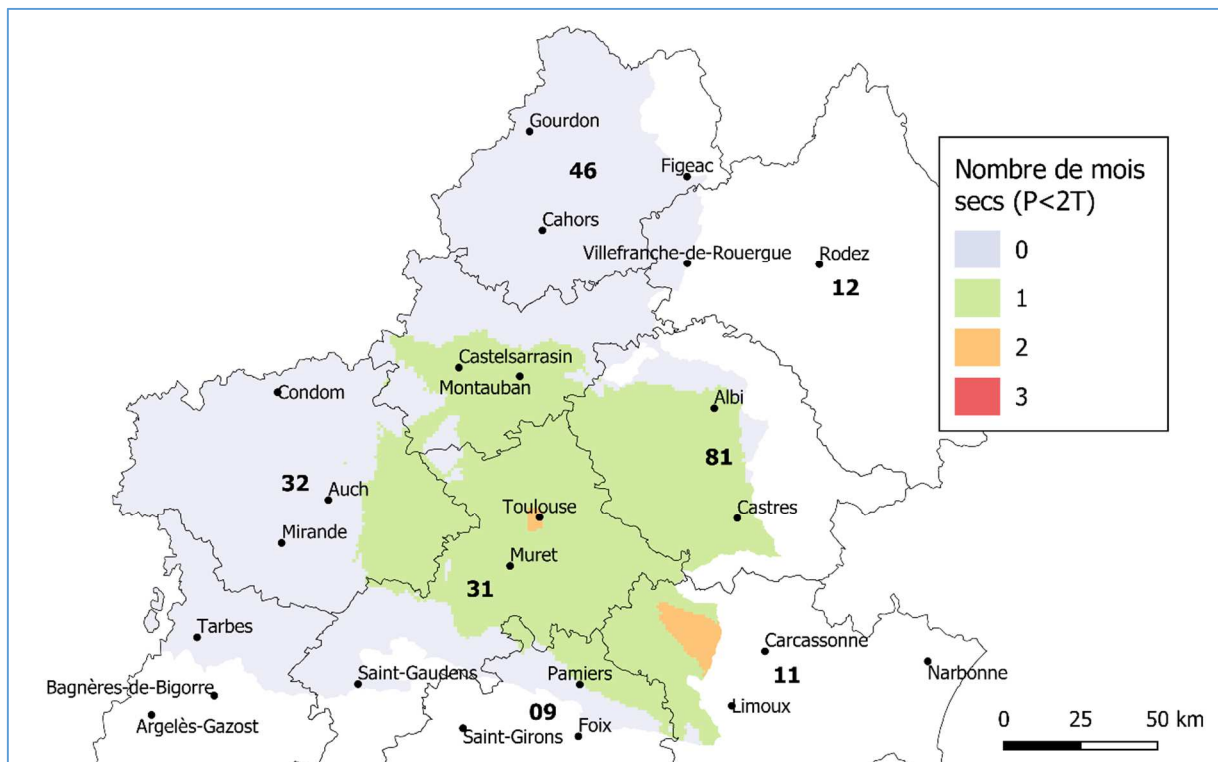 Gourdon
46
Figeac
Cahors
Villefranche-de-Rouergue
Rodez
12
Nombre de mois
secs (P<2T)
0
1
2
3
Castelsarrasin
Montauban
Condom
Albi
81
32
Auch
Toulouse
Castres
Mirande
Muret
31
Tarbes
Carcassonne
Saint-Gaudens
Pamiers
11
Narbonne
Bagnères-de-Bigorre
Limoux
Argelès-Gazost
09
Saint-Girons
Foix
0 25 50 km